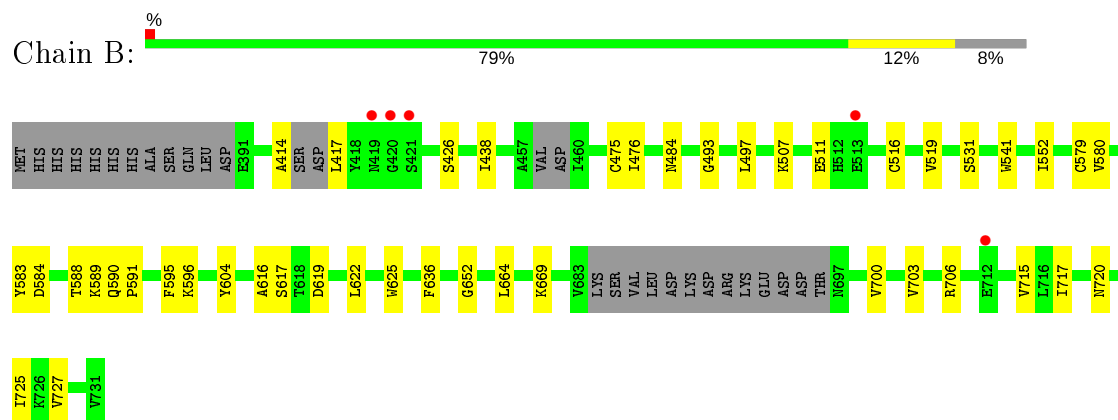 %
Chain B:
79% 12% 8%
MET HIS HIS HIS HIS HIS HIS ALA SER GLN LEU ASP E391 A414 SER ASP L417 Y418 N419 G420 S421 S426 I438 A457 VAL ASP I460 C475 I476 N484 G493 L497 K507 E511 H512 E513 C516 V519 S531 W541 I552 C579 V580
Y583 D584 T588 K589 Q590 P591 F595 K596 Y604 A616 S617 T618 D619 L622 W625 F636 G652 L664 K669 V683 LYS SER VAL LEU ASP LYS ASP ARG LYS GLU ASP ASP THR N697 V700 V703 R706 E712 V715 L716 I717 N720
I725 K726 V727 V731